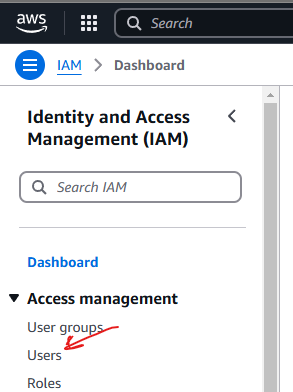 aws
Search
IAM > Dashboard
Identity and Access
Management (IAM)
Search IAM
Dashboard
Access management
User groups
Users
Roles